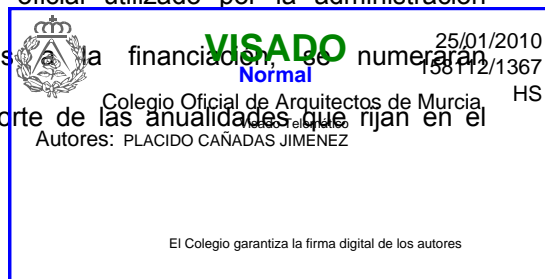 oficial utilizado por la administración
VISADO
25/01/2010
s a la financiación, se numerarán
158112/1367
Normal
HS
Colegio Oficial de Arquitectos de Murcia
rte de las anualidades que rijan en el
Visado Telemático
Autores: PLACIDO CAÑADAS JIMENEZ
El Colegio garantiza la firma digital de los autores